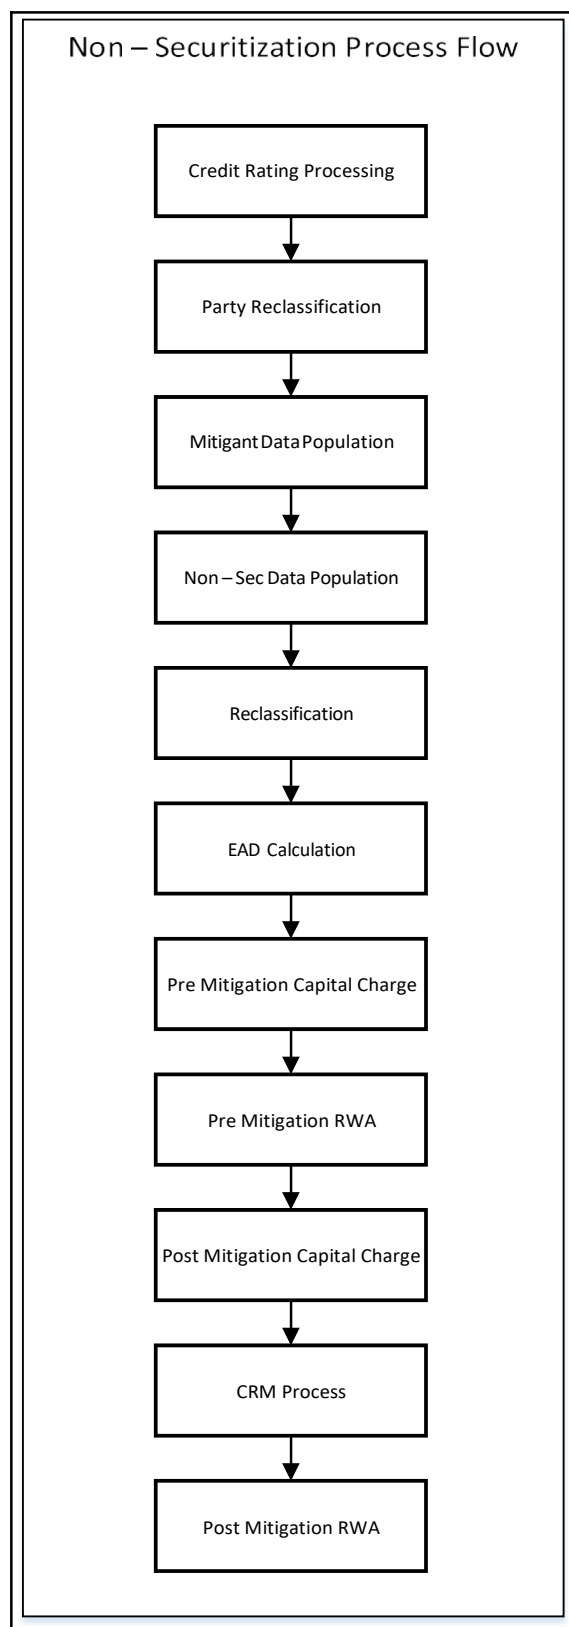 Non – Securitization Process Flow
Credit Rating Processing
Party Reclassification
Mitigant Data Population
Non – Sec Data Population
Reclassification
EAD Calculation
Pre Mitigation Capital Charge
Pre Mitigation RWA
Post Mitigation Capital Charge
CRM Process
Post Mitigation RWA